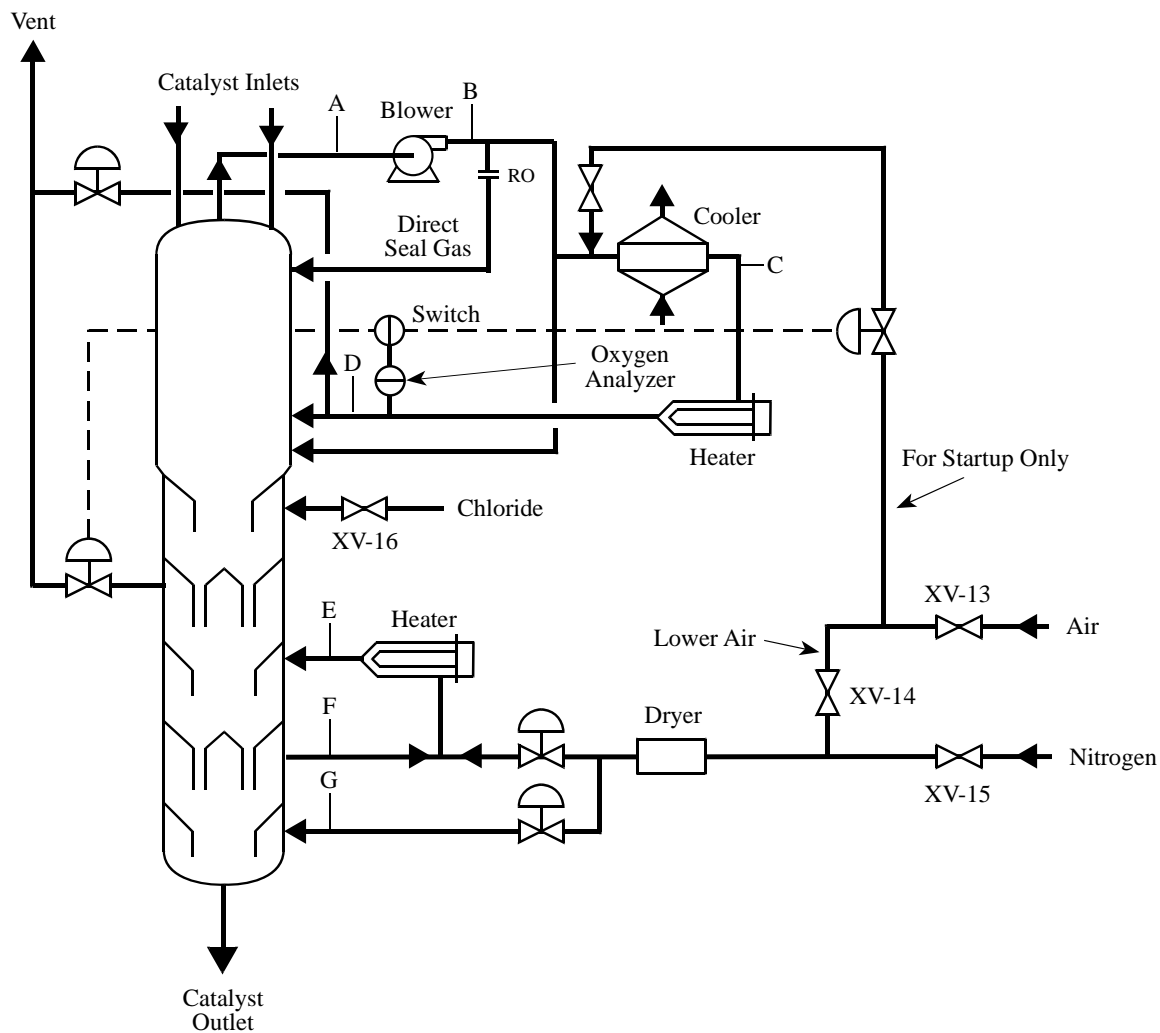 Vent
Catalyst Inlets
A
Blower
B
RO
Direct
Seal Gas
Cooler
C
Switch
D
Oxygen
Analyzer
Heater
For Startup Only
Chloride
XV-16
XV-13
Air
E
Heater
Lower Air
XV-14
F
Dryer
G
Nitrogen
XV-15
Catalyst
Outlet